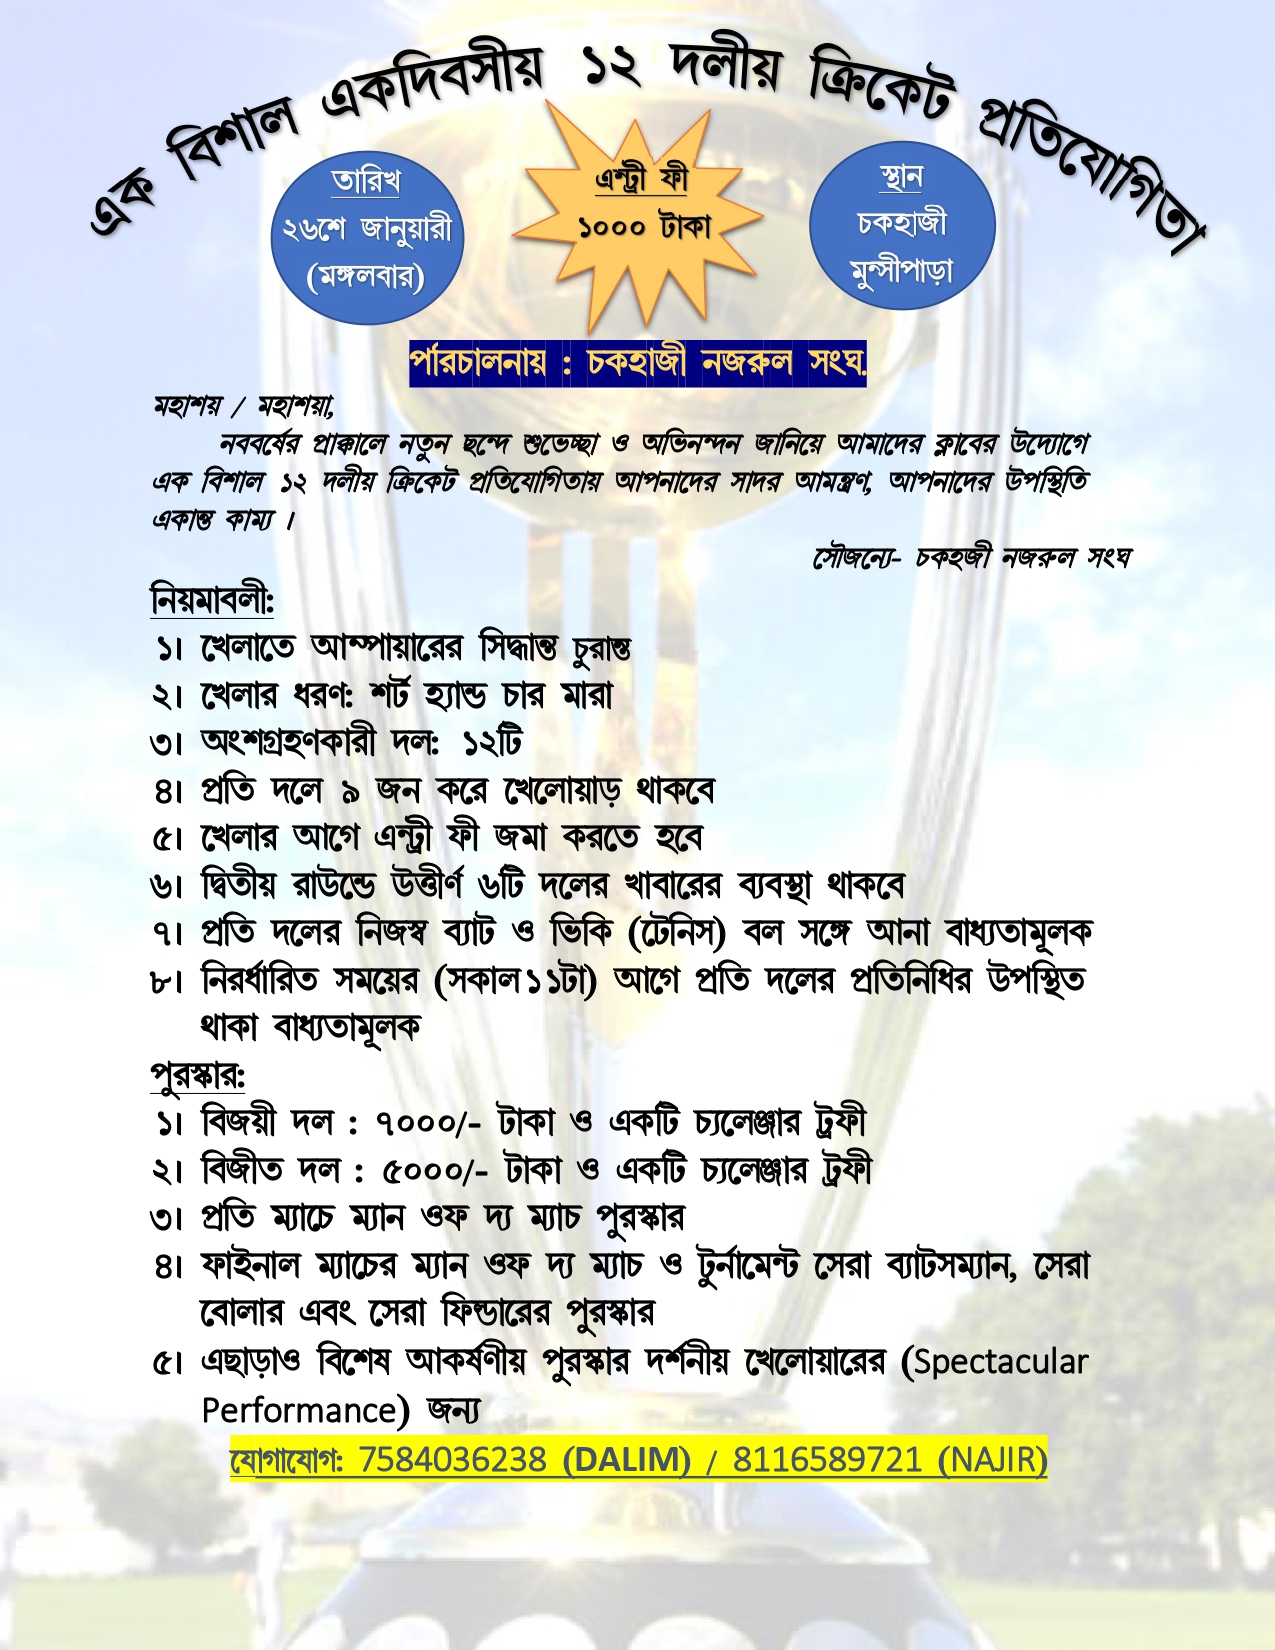 এক বিশাল একদিবসীয় ১২ দলীয় ক্রিকেট প্রতিযোগিতা
তারিখ
২৬শে জানুয়ারী
(মঙ্গলবার)
এন্ট্রী ফী
১০০০ টাকা
স্থান
চকহাজী
মুন্সীপাড়া
পরিচালনায় : চকহাজী নজরুল সংঘ.
মহাশয় / মহাশয়া,
নববর্ষের প্রাক্কালে নতুন ছন্দে শুভেচ্ছা ও অভিনন্দন জানিয়ে আমাদের ক্লাবের উদ্যোগে
এক বিশাল ১২ দলীয় ক্রিকেট প্রতিযোগিতায় আপনাদের সাদর আমন্ত্রণ, আপনাদের উপস্থিতি
একান্ত কাম্য ।
সৌজন্যে- চকহজী নজরুল সংঘ
নিয়মাবলী:
১। খেলাতে আম্পায়ারের সিদ্ধান্ত চুরান্ত
২। খেলার ধরণ: শর্ট হ্যান্ড চার মারা
৩। অংশগ্রহণকারী দল: ১২টি
৪। প্রতি দলে ৯ জন করে খেলোয়াড় থাকবে
৫। খেলার আগে এন্ট্রী ফী জমা করতে হবে
৬। দ্বিতীয় রাউন্ডে উত্তীর্ণ ৬টি দলের খাবারের ব্যবস্থা থাকবে
৭। প্রতি দলের নিজস্ব ব্যাট ও ভিকি (টেনিস) বল সঙ্গে আনা বাধ্যতামূলক
৮। নিরর্ধারিত সময়ের (সকাল১১টা) আগে প্রতি দলের প্রতিনিধির উপস্থিত
থাকা বাধ্যতামূলক
পুরস্কার:
১। বিজয়ী দল : ৭০০০/- টাকা ও একটি চ্যলেঞ্জার ট্রফী
২। বিজীত দল : ৫০০০/- টাকা ও একটি চ্যলেঞ্জার ট্রফী
৩। প্রতি ম্যাচে ম্যান ওফ দ্য ম্যাচ পুরস্কার
৪। ফাইনাল ম্যাচের ম্যান ওফ দ্য ম্যাচ ও টুর্নামেন্ট সেরা ব্যাটসম্যান, সেরা
বোলার এবং সেরা ফিল্ডারের পুরস্কার
৫। এছাড়াও বিশেষ আকর্ষণীয় পুরস্কার দর্শনীয় খেলোয়ারের (Spectacular
Performance) জন্য
যোগাযোগ: 7584036238 (DALIM) / 8116589721 (NAJIR)